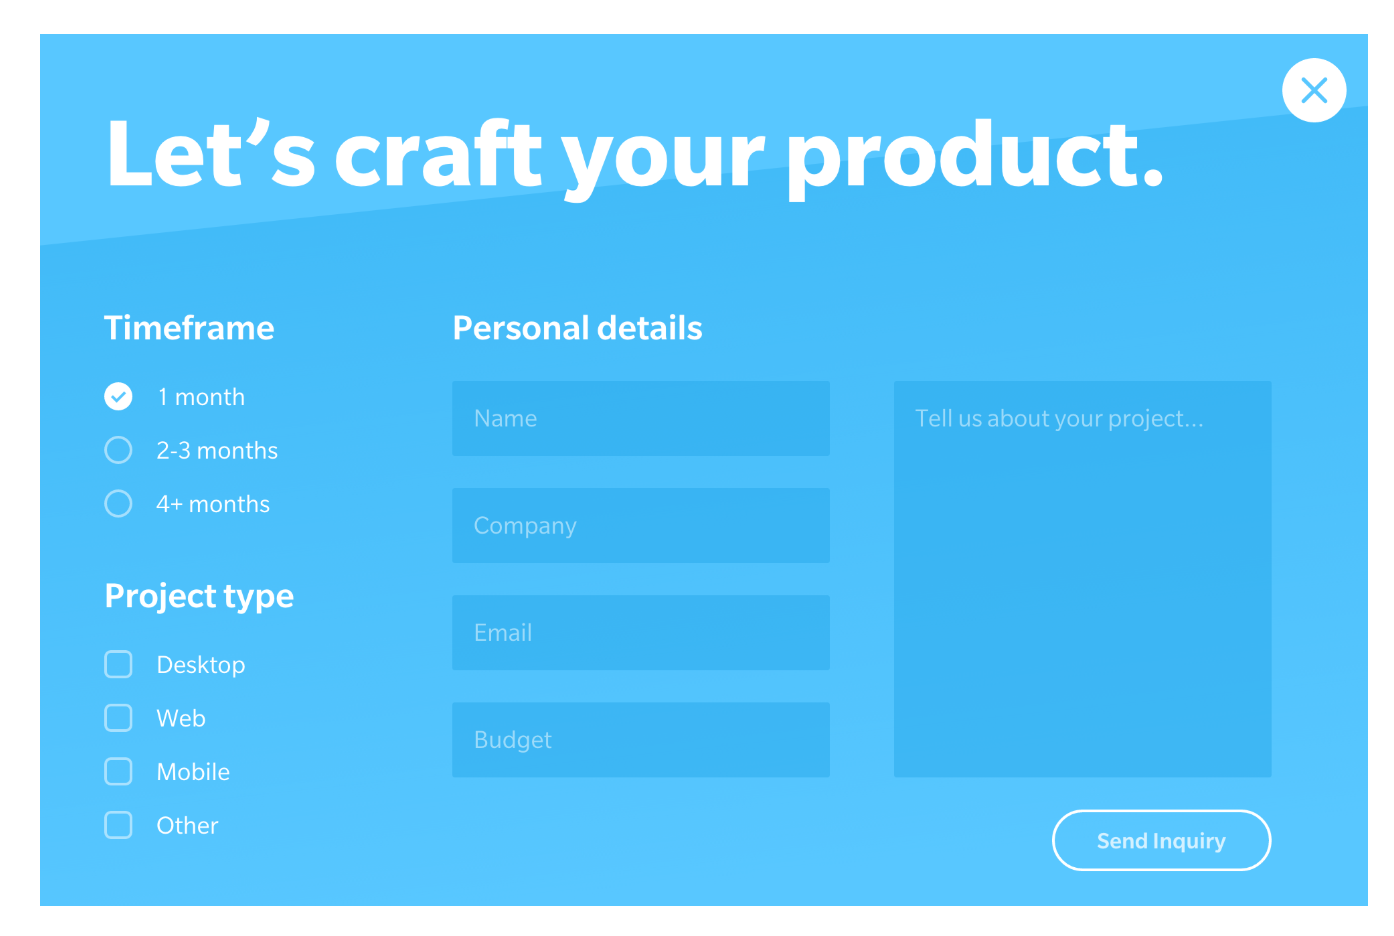 Let’s craft your product.
Timeframe
1 month
2-3 months
4+ months
Project type
Desktop
Web
Mobile
Other
Personal details
Name
Company
Email
Budget
Tell us about your project...
Send Inquiry